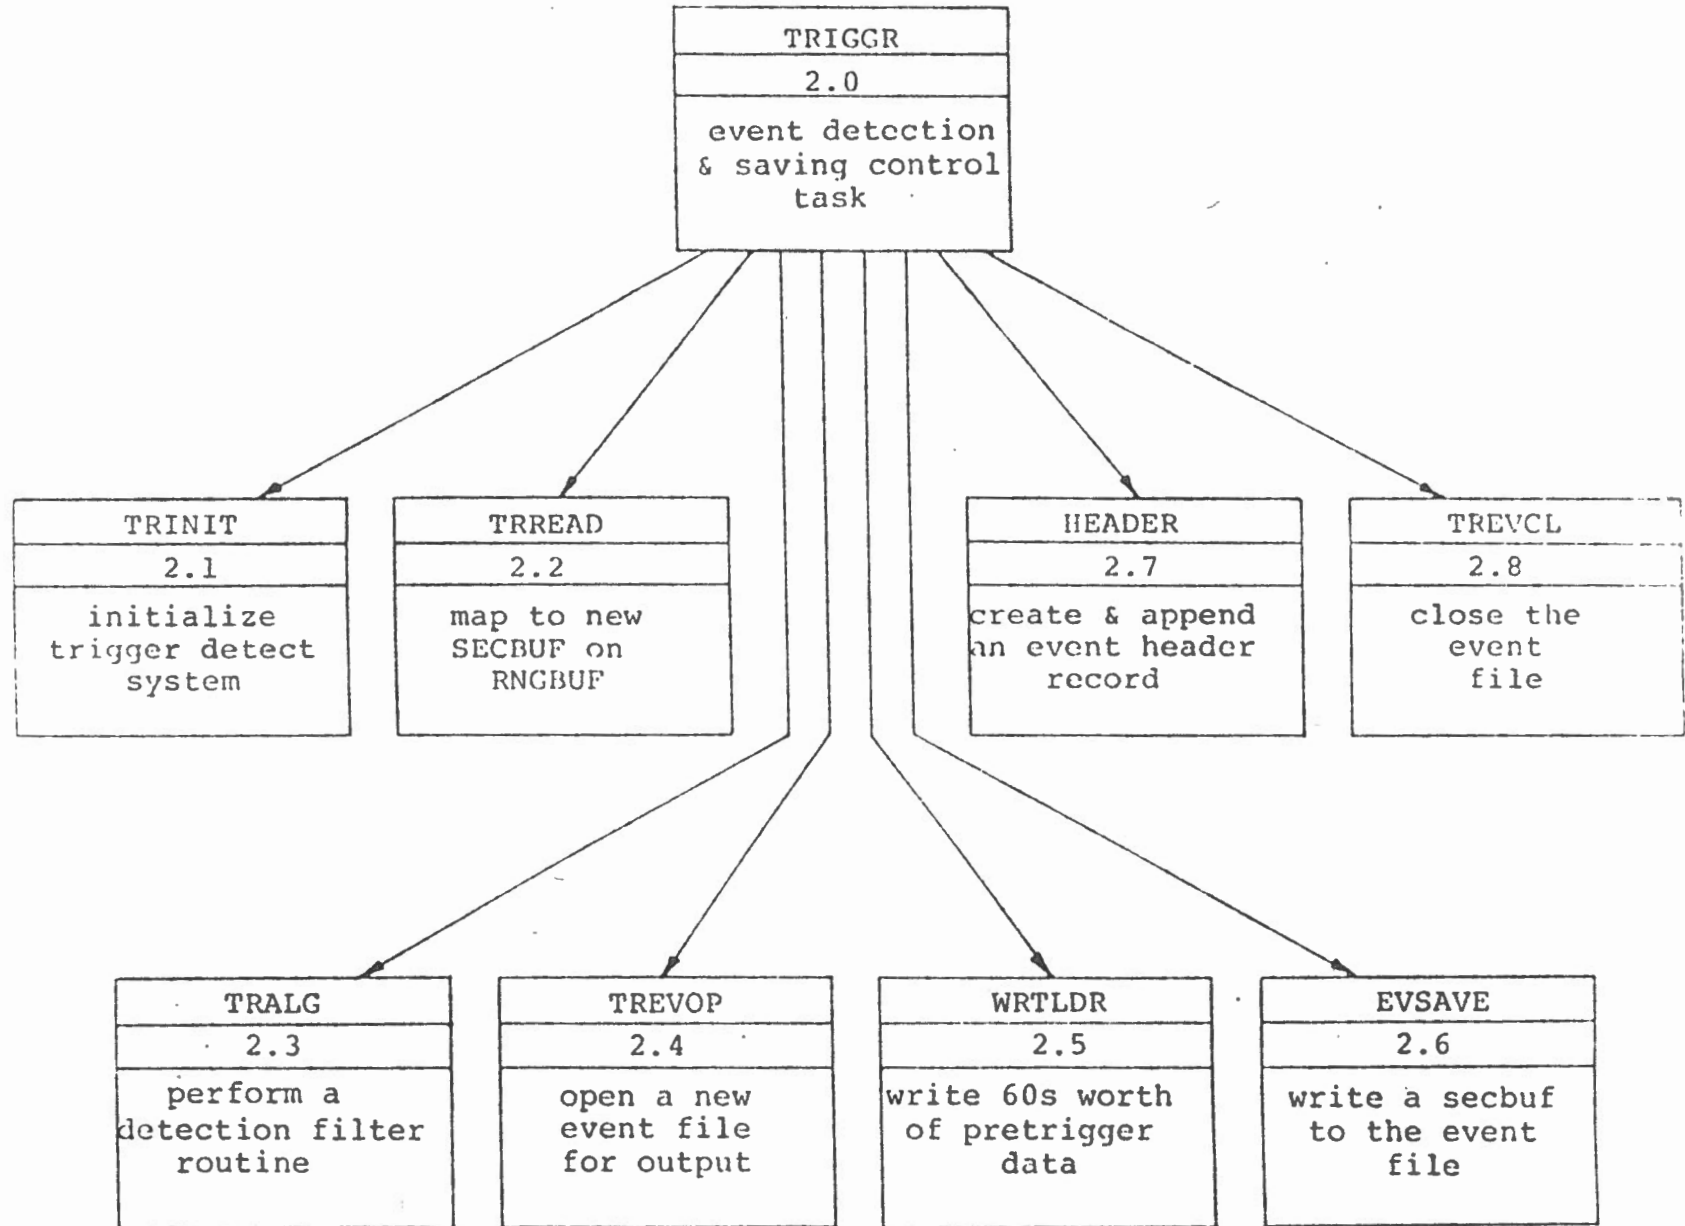 TRIGGR
2.0
event detection
& saving control
task
TRINIT
2.1
initialize
trigger detect
system
TRREAD
2.2
map to new
SECBUF on
RNGBUF
HEADER
2.7
create & append
an event header
record
TREVCL
2.8
close the
event
file
TRALG
2.3
perform a
detection filter
routine
TREVOP
2.4
open a new
event file
for output
WRTLDR
2.5
write 60s worth
of pretrigger
data
EVSAVE
2.6
write a secbuf
to the event
file